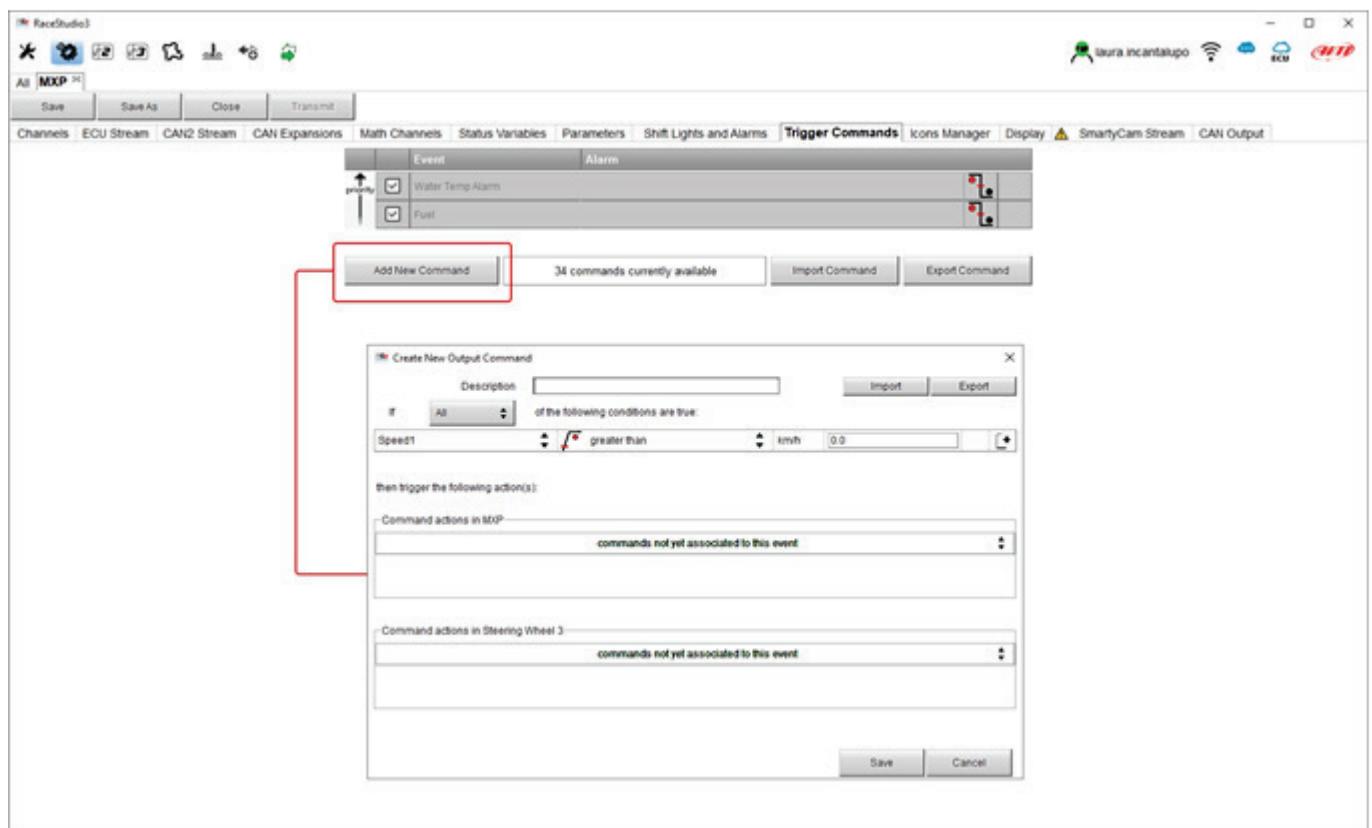 RaceStudio3
laura incantalupo ECU AiM
All MXP
Save Save As Close Transmit
Channels ECU Stream CAN2 Stream CAN Expansions Math Channels Status Variables Parameters Shift Lights and Alarms Trigger Commands Icons Manager Display SmartyCam Stream CAN Output
Event Alarm
priority Water Temp Alarm
Fuel
Add New Command 34 commands currently available Import Command Export Command
Create New Output Command
Description Import Export
If All of the following conditions are true:
Speed1 greater than km/h 0.0
then trigger the following action(s):
Command actions in MXP
commands not yet associated to this event
Command actions in Steering Wheel 3
commands not yet associated to this event
Save Cancel